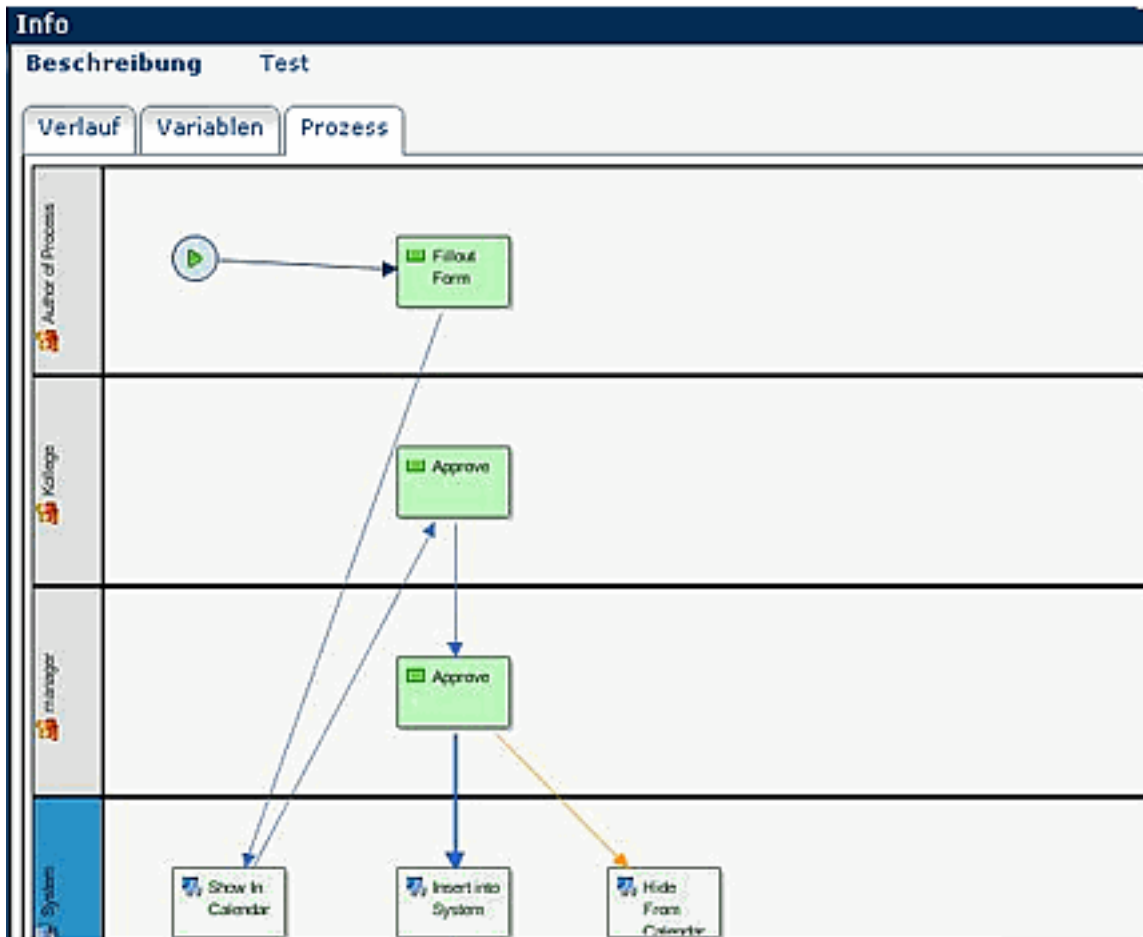 Info
Beschreibung Test
Verlauf Variablen Prozess
Author of Process
Fillout
Form
Kollege
Approve
manager
Approve
System
Show In
Calendar
Insert into
System
Hide
From
Calendar